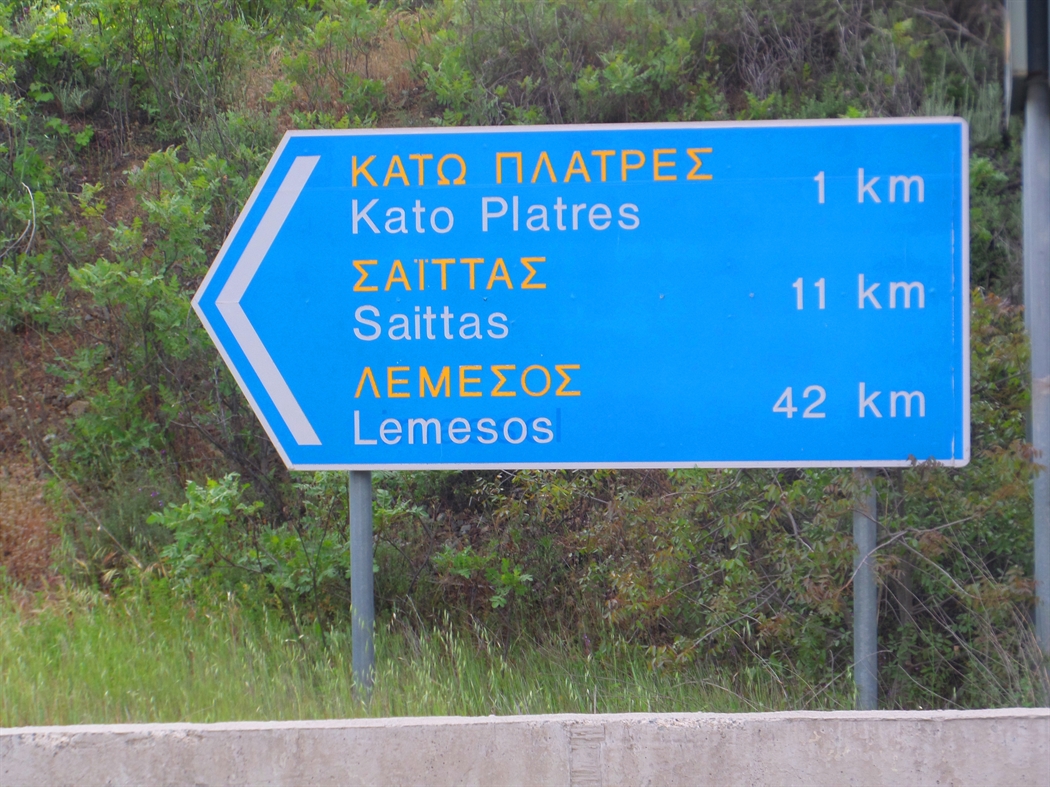 ΚΑΤΩ ΠΛΑΤΡΕΣ
Kato Platres 1 km
ΣΑΪΤΤΑΣ
Saittas 11 km
ΛΕΜΕΣΟΣ
Lemesos 42 km